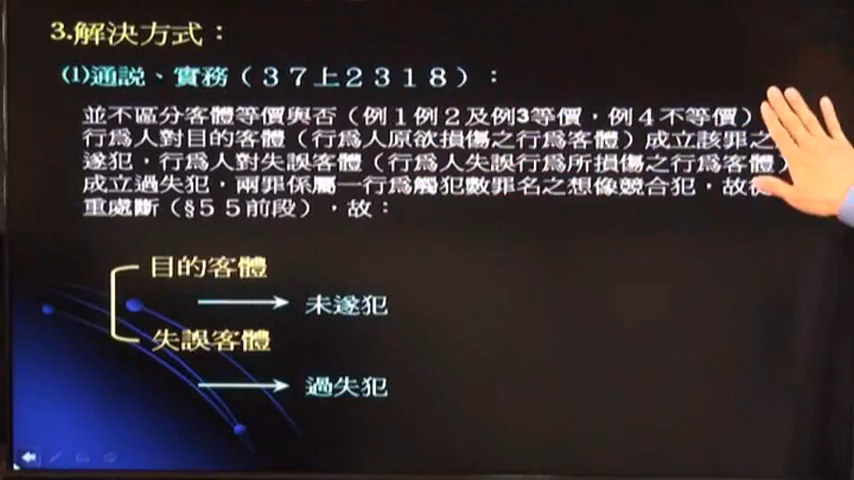 3.解決方式：
⑴通説、實務（３７上２３１８）：
並不區分客體等價與否（例１例２及例3等價，例４不等價）
行爲人對目的客體（行爲人原欲損傷之行爲客體）成立該罪之
遂犯，行爲人對失誤客體（行爲人失誤行爲所損傷之行爲客體）
成立過失犯，兩罪係屬一行爲觸犯數罪名之想像競合犯，故從
重處斷（§５５前段），故：
目的客體
未遂犯
失誤客體
過失犯